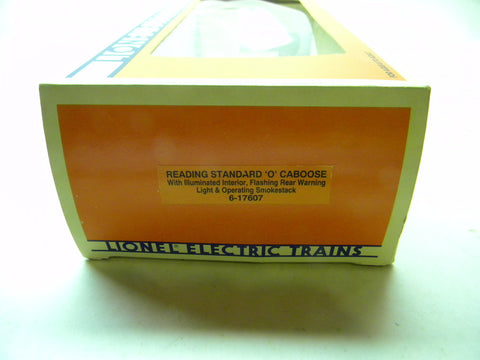 READING STANDARD 'O' CABOOSE
With Illuminated Interior, Flashing Rear Warning
Light & Operating Smokestack
6-17607
LIONEL ELECTRIC TRAINS